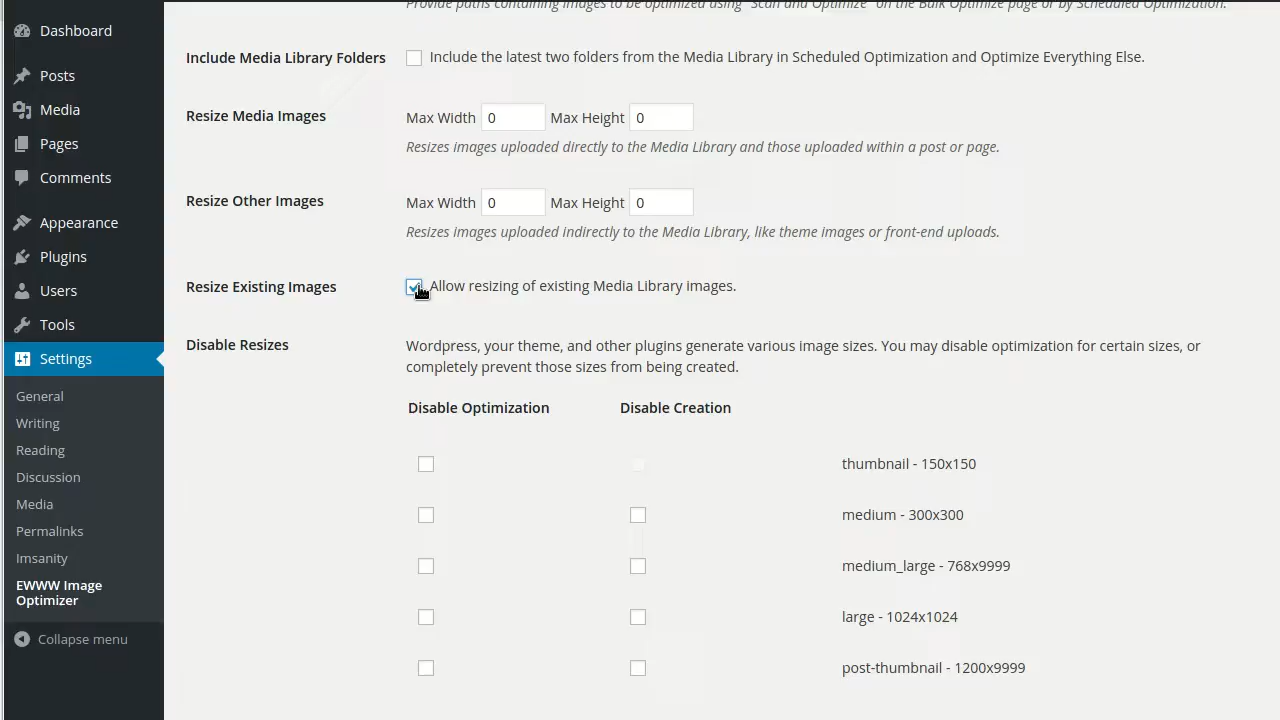 Provide paths containing images to be optimized using "Scan and Optimize" on the Bulk Optimize page or by Scheduled Optimization.
Dashboard
Posts
Media
Pages
Comments
Appearance
Plugins
Users
Tools
Settings
General
Writing
Reading
Discussion
Media
Permalinks
Imsanity
EWWW Image
Optimizer
Collapse menu
Include Media Library Folders
Include the latest two folders from the Media Library in Scheduled Optimization and Optimize Everything Else.
Resize Media Images
Max Width 0 Max Height 0
Resizes images uploaded directly to the Media Library and those uploaded within a post or page.
Resize Other Images
Max Width 0 Max Height 0
Resizes images uploaded indirectly to the Media Library, like theme images or front-end uploads.
Resize Existing Images
Allow resizing of existing Media Library images.
Disable Resizes
Wordpress, your theme, and other plugins generate various image sizes. You may disable optimization for certain sizes, or
completely prevent those sizes from being created.
Disable Optimization Disable Creation
thumbnail - 150x150
medium - 300x300
medium_large - 768x9999
large - 1024x1024
post-thumbnail - 1200x9999